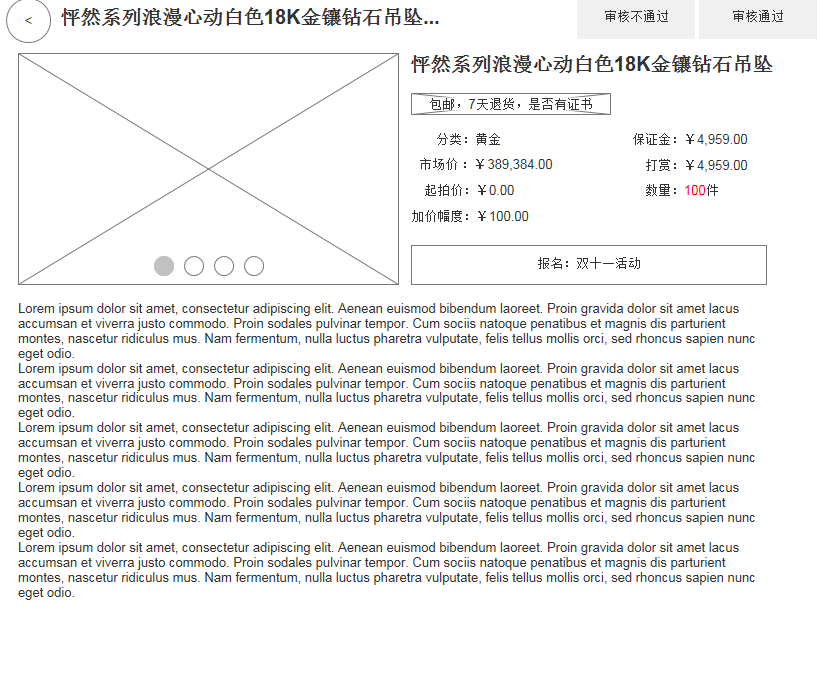 <
怦然系列浪漫心动白色18K金镶钻石吊坠...
审核不通过
审核通过
怦然系列浪漫心动白色18K金镶钻石吊坠
包邮，7天退货，是否有证书
分类：黄金
保证金：￥4,959.00
市场价：￥389,384.00
打赏：￥4,959.00
起拍价：￥0.00
数量：100件
加价幅度：￥100.00
报名：双十一活动
Lorem ipsum dolor sit amet, consectetur adipiscing elit. Aenean euismod bibendum laoreet. Proin gravida dolor sit amet lacus
accumsan et viverra justo commodo. Proin sodales pulvinar tempor. Cum sociis natoque penatibus et magnis dis parturient
montes, nascetur ridiculus mus. Nam fermentum, nulla luctus pharetra vulputate, felis tellus mollis orci, sed rhoncus sapien nunc
eget odio.
Lorem ipsum dolor sit amet, consectetur adipiscing elit. Aenean euismod bibendum laoreet. Proin gravida dolor sit amet lacus
accumsan et viverra justo commodo. Proin sodales pulvinar tempor. Cum sociis natoque penatibus et magnis dis parturient
montes, nascetur ridiculus mus. Nam fermentum, nulla luctus pharetra vulputate, felis tellus mollis orci, sed rhoncus sapien nunc
eget odio.
Lorem ipsum dolor sit amet, consectetur adipiscing elit. Aenean euismod bibendum laoreet. Proin gravida dolor sit amet lacus
accumsan et viverra justo commodo. Proin sodales pulvinar tempor. Cum sociis natoque penatibus et magnis dis parturient
montes, nascetur ridiculus mus. Nam fermentum, nulla luctus pharetra vulputate, felis tellus mollis orci, sed rhoncus sapien nunc
eget odio.
Lorem ipsum dolor sit amet, consectetur adipiscing elit. Aenean euismod bibendum laoreet. Proin gravida dolor sit amet lacus
accumsan et viverra justo commodo. Proin sodales pulvinar tempor. Cum sociis natoque penatibus et magnis dis parturient
montes, nascetur ridiculus mus. Nam fermentum, nulla luctus pharetra vulputate, felis tellus mollis orci, sed rhoncus sapien nunc
eget odio.
Lorem ipsum dolor sit amet, consectetur adipiscing elit. Aenean euismod bibendum laoreet. Proin gravida dolor sit amet lacus
accumsan et viverra justo commodo. Proin sodales pulvinar tempor. Cum sociis natoque penatibus et magnis dis parturient
montes, nascetur ridiculus mus. Nam fermentum, nulla luctus pharetra vulputate, felis tellus mollis orci, sed rhoncus sapien nunc
eget odio.